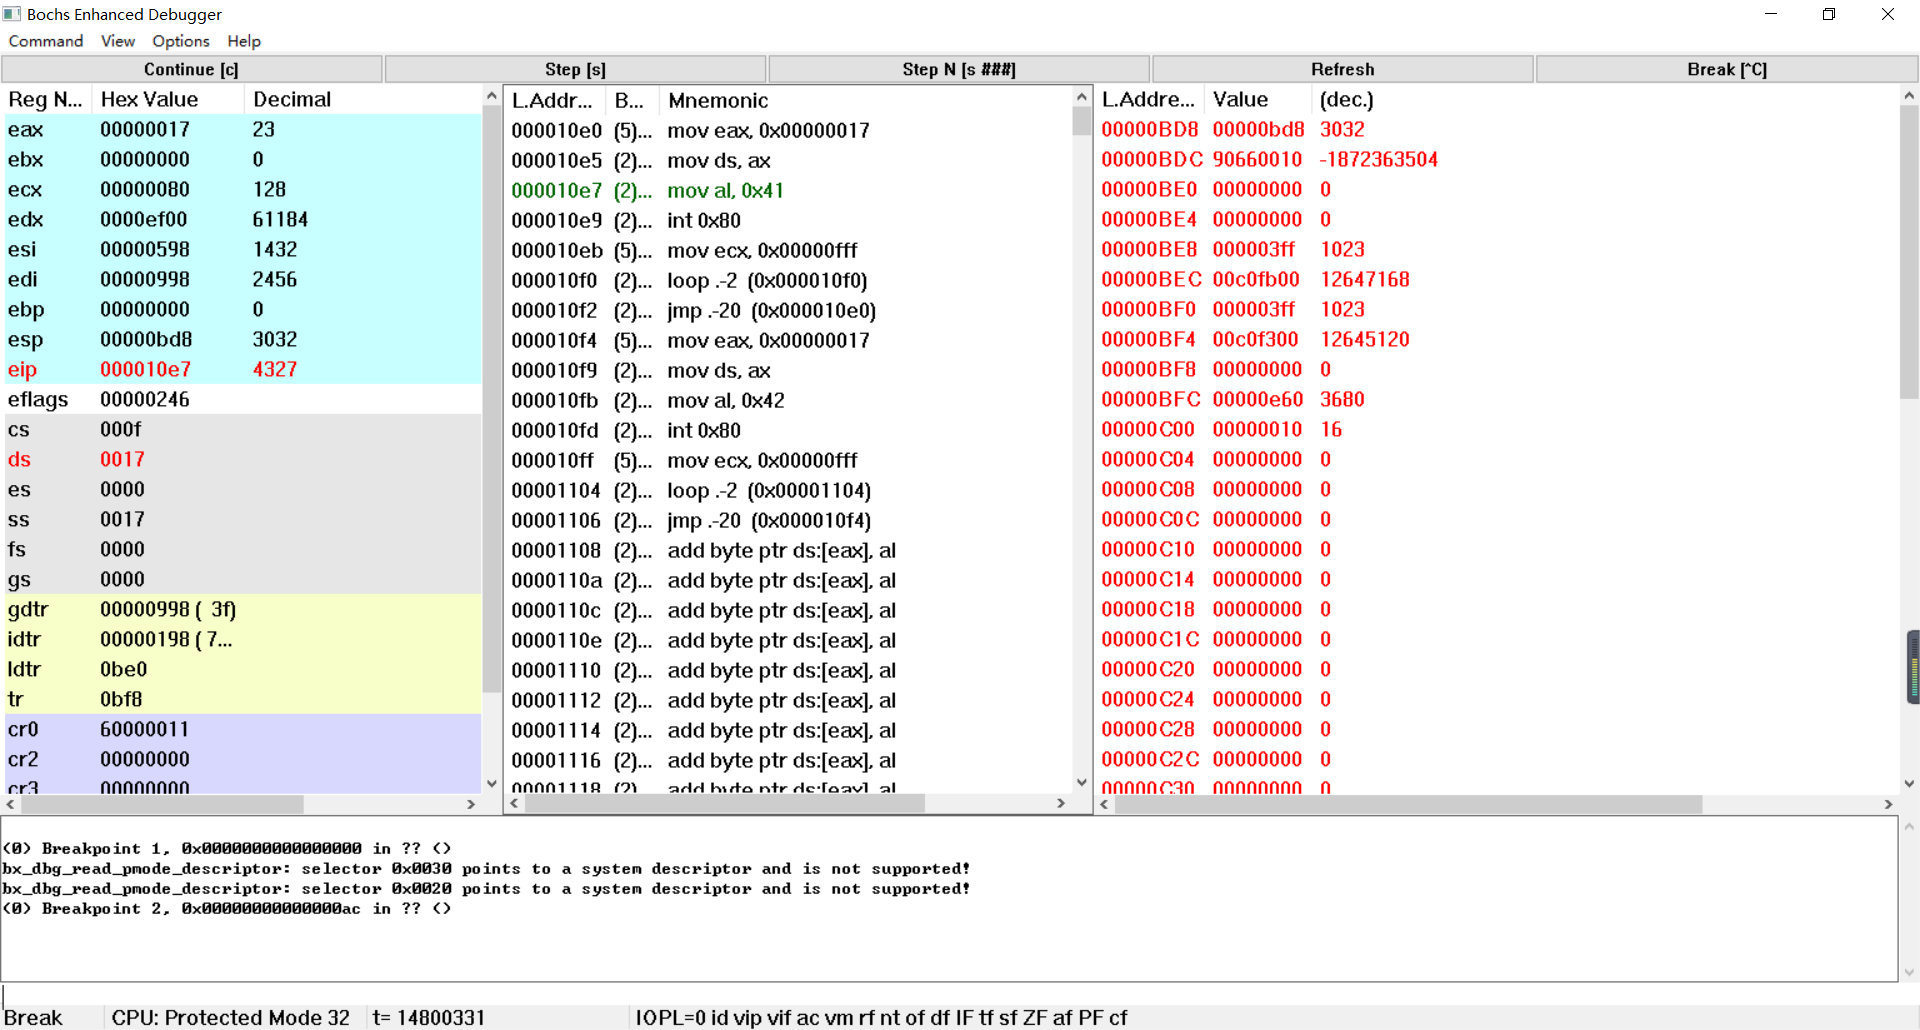 Bochs Enhanced Debugger
Command View Options Help
Continue [c] Step [s] Step N [s ###] Refresh Break [^C]
Reg N... Hex Value Decimal
eax 00000017 23
ebx 00000000 0
ecx 00000080 128
edx 0000ef00 61184
esi 00000598 1432
edi 00000998 2456
ebp 00000000 0
esp 00000bd8 3032
eip 000010e7 4327
eflags 00000246
cs 000f
ds 0017
es 0000
ss 0017
fs 0000
gs 0000
gdtr 00000998 ( 3f)
idtr 00000198 ( 7...
ldtr 0be0
tr 0bf8
cr0 60000011
cr2 00000000
cr3 00000000
L.Addr... B... Mnemonic
000010e0 (5)... mov eax, 0x00000017
000010e5 (2)... mov ds, ax
000010e7 (2)... mov al, 0x41
000010e9 (2)... int 0x80
000010eb (5)... mov ecx, 0x00000fff
000010f0 (2)... loop .-2 (0x000010f0)
000010f2 (2)... jmp .-20 (0x000010e0)
000010f4 (5)... mov eax, 0x00000017
000010f9 (2)... mov ds, ax
000010fb (2)... mov al, 0x42
000010fd (2)... int 0x80
000010ff (5)... mov ecx, 0x00000fff
00001104 (2)... loop .-2 (0x00001104)
00001106 (2)... jmp .-20 (0x000010f4)
00001108 (2)... add byte ptr ds:[eax], al
0000110a (2)... add byte ptr ds:[eax], al
0000110c (2)... add byte ptr ds:[eax], al
0000110e (2)... add byte ptr ds:[eax], al
00001110 (2)... add byte ptr ds:[eax], al
00001112 (2)... add byte ptr ds:[eax], al
00001114 (2)... add byte ptr ds:[eax], al
00001116 (2)... add byte ptr ds:[eax], al
00001118 (2)... add byte ptr ds:[eax], al
L.Addre... Value (dec.)
00000BD8 00000bd8 3032
00000BDC 90660010 -1872363504
00000BE0 00000000 0
00000BE4 00000000 0
00000BE8 000003ff 1023
00000BEC 00c0fb00 12647168
00000BF0 000003ff 1023
00000BF4 00c0f300 12645120
00000BF8 00000000 0
00000BFC 00000e60 3680
00000C00 00000010 16
00000C04 00000000 0
00000C08 00000000 0
00000C0C 00000000 0
00000C10 00000000 0
00000C14 00000000 0
00000C18 00000000 0
00000C1C 00000000 0
00000C20 00000000 0
00000C24 00000000 0
00000C28 00000000 0
00000C2C 00000000 0
00000C30 00000000 0
(0) Breakpoint 1, 0x0000000000000000 in ?? ()
bx_dbg_read_pmode_descriptor: selector 0x0030 points to a system descriptor and is not supported!
bx_dbg_read_pmode_descriptor: selector 0x0020 points to a system descriptor and is not supported!
(0) Breakpoint 2, 0x00000000000000ac in ?? ()
Break CPU: Protected Mode 32 t= 14800331 IOPL=0 id vip vif ac vm rf nt of df IF tf sf ZF af PF cf